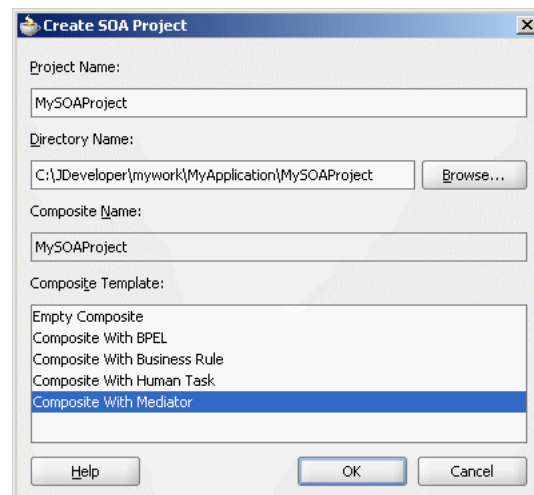 Create SOA Project
Project Name:
MySOAProject
Directory Name:
C:\JDeveloper\mywork\MyApplication\MySOAProject
Browse...
Composite Name:
MySOAProject
Composite Template:
Empty Composite
Composite With BPEL
Composite With Business Rule
Composite With Human Task
Composite With Mediator
Help
OK
Cancel